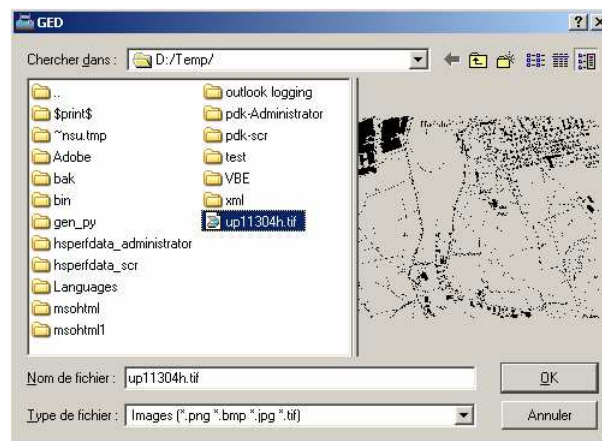 GED
Chercher dans : D:/Temp/
..
$print$
~nsu.tmp
Adobe
bak
bin
gen_py
hsperfdata_administrator
hsperfdata_scr
Languages
msohtml
msohtml1
outlook logging
pdk-Administrator
pdk-scr
test
VBE
xml
up11304h.tif
Nom de fichier : up11304h.tif
OK
Type de fichier : Images (*.png *.bmp *.jpg *.tif)
Annuler